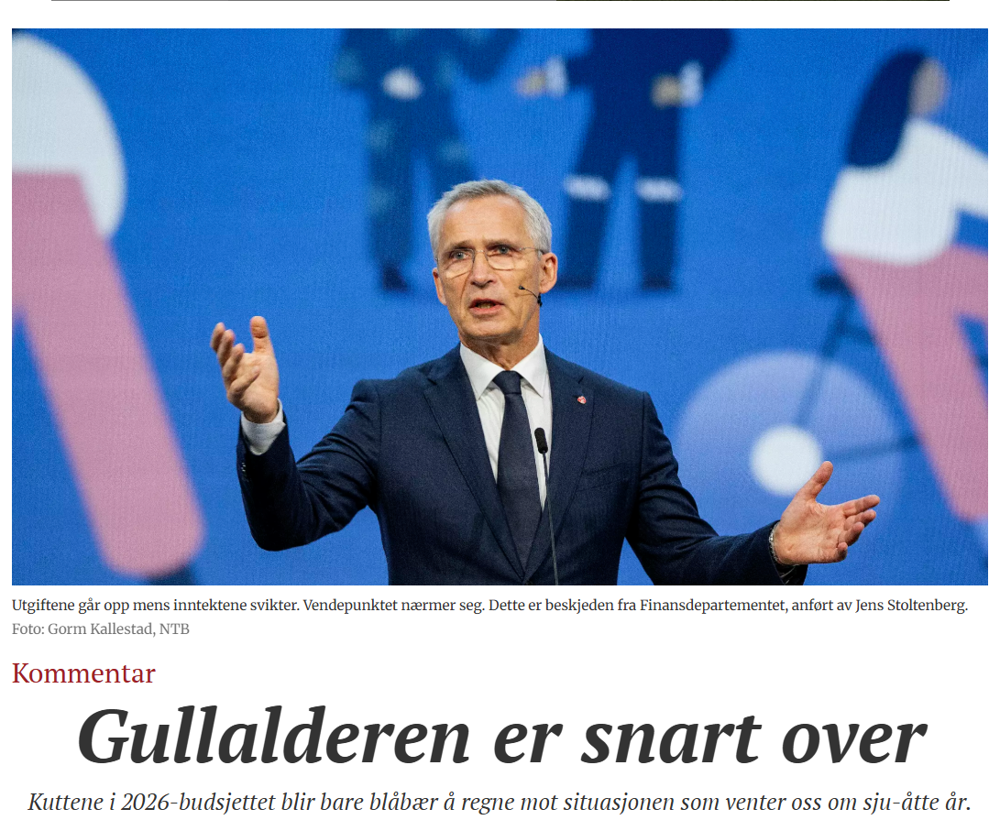 Utgiftene går opp mens inntektene svikter. Vendepunktet nærmer seg. Dette er beskjeden fra Finansdepartementet, anført av Jens Stoltenberg.
Foto: Gorm Kallestad, NTB
Kommentar
Gullalderen er snart over
Kuttene i 2026-budsjettet blir bare blåbær å regne mot situasjonen som venter oss om sju-åtte år.